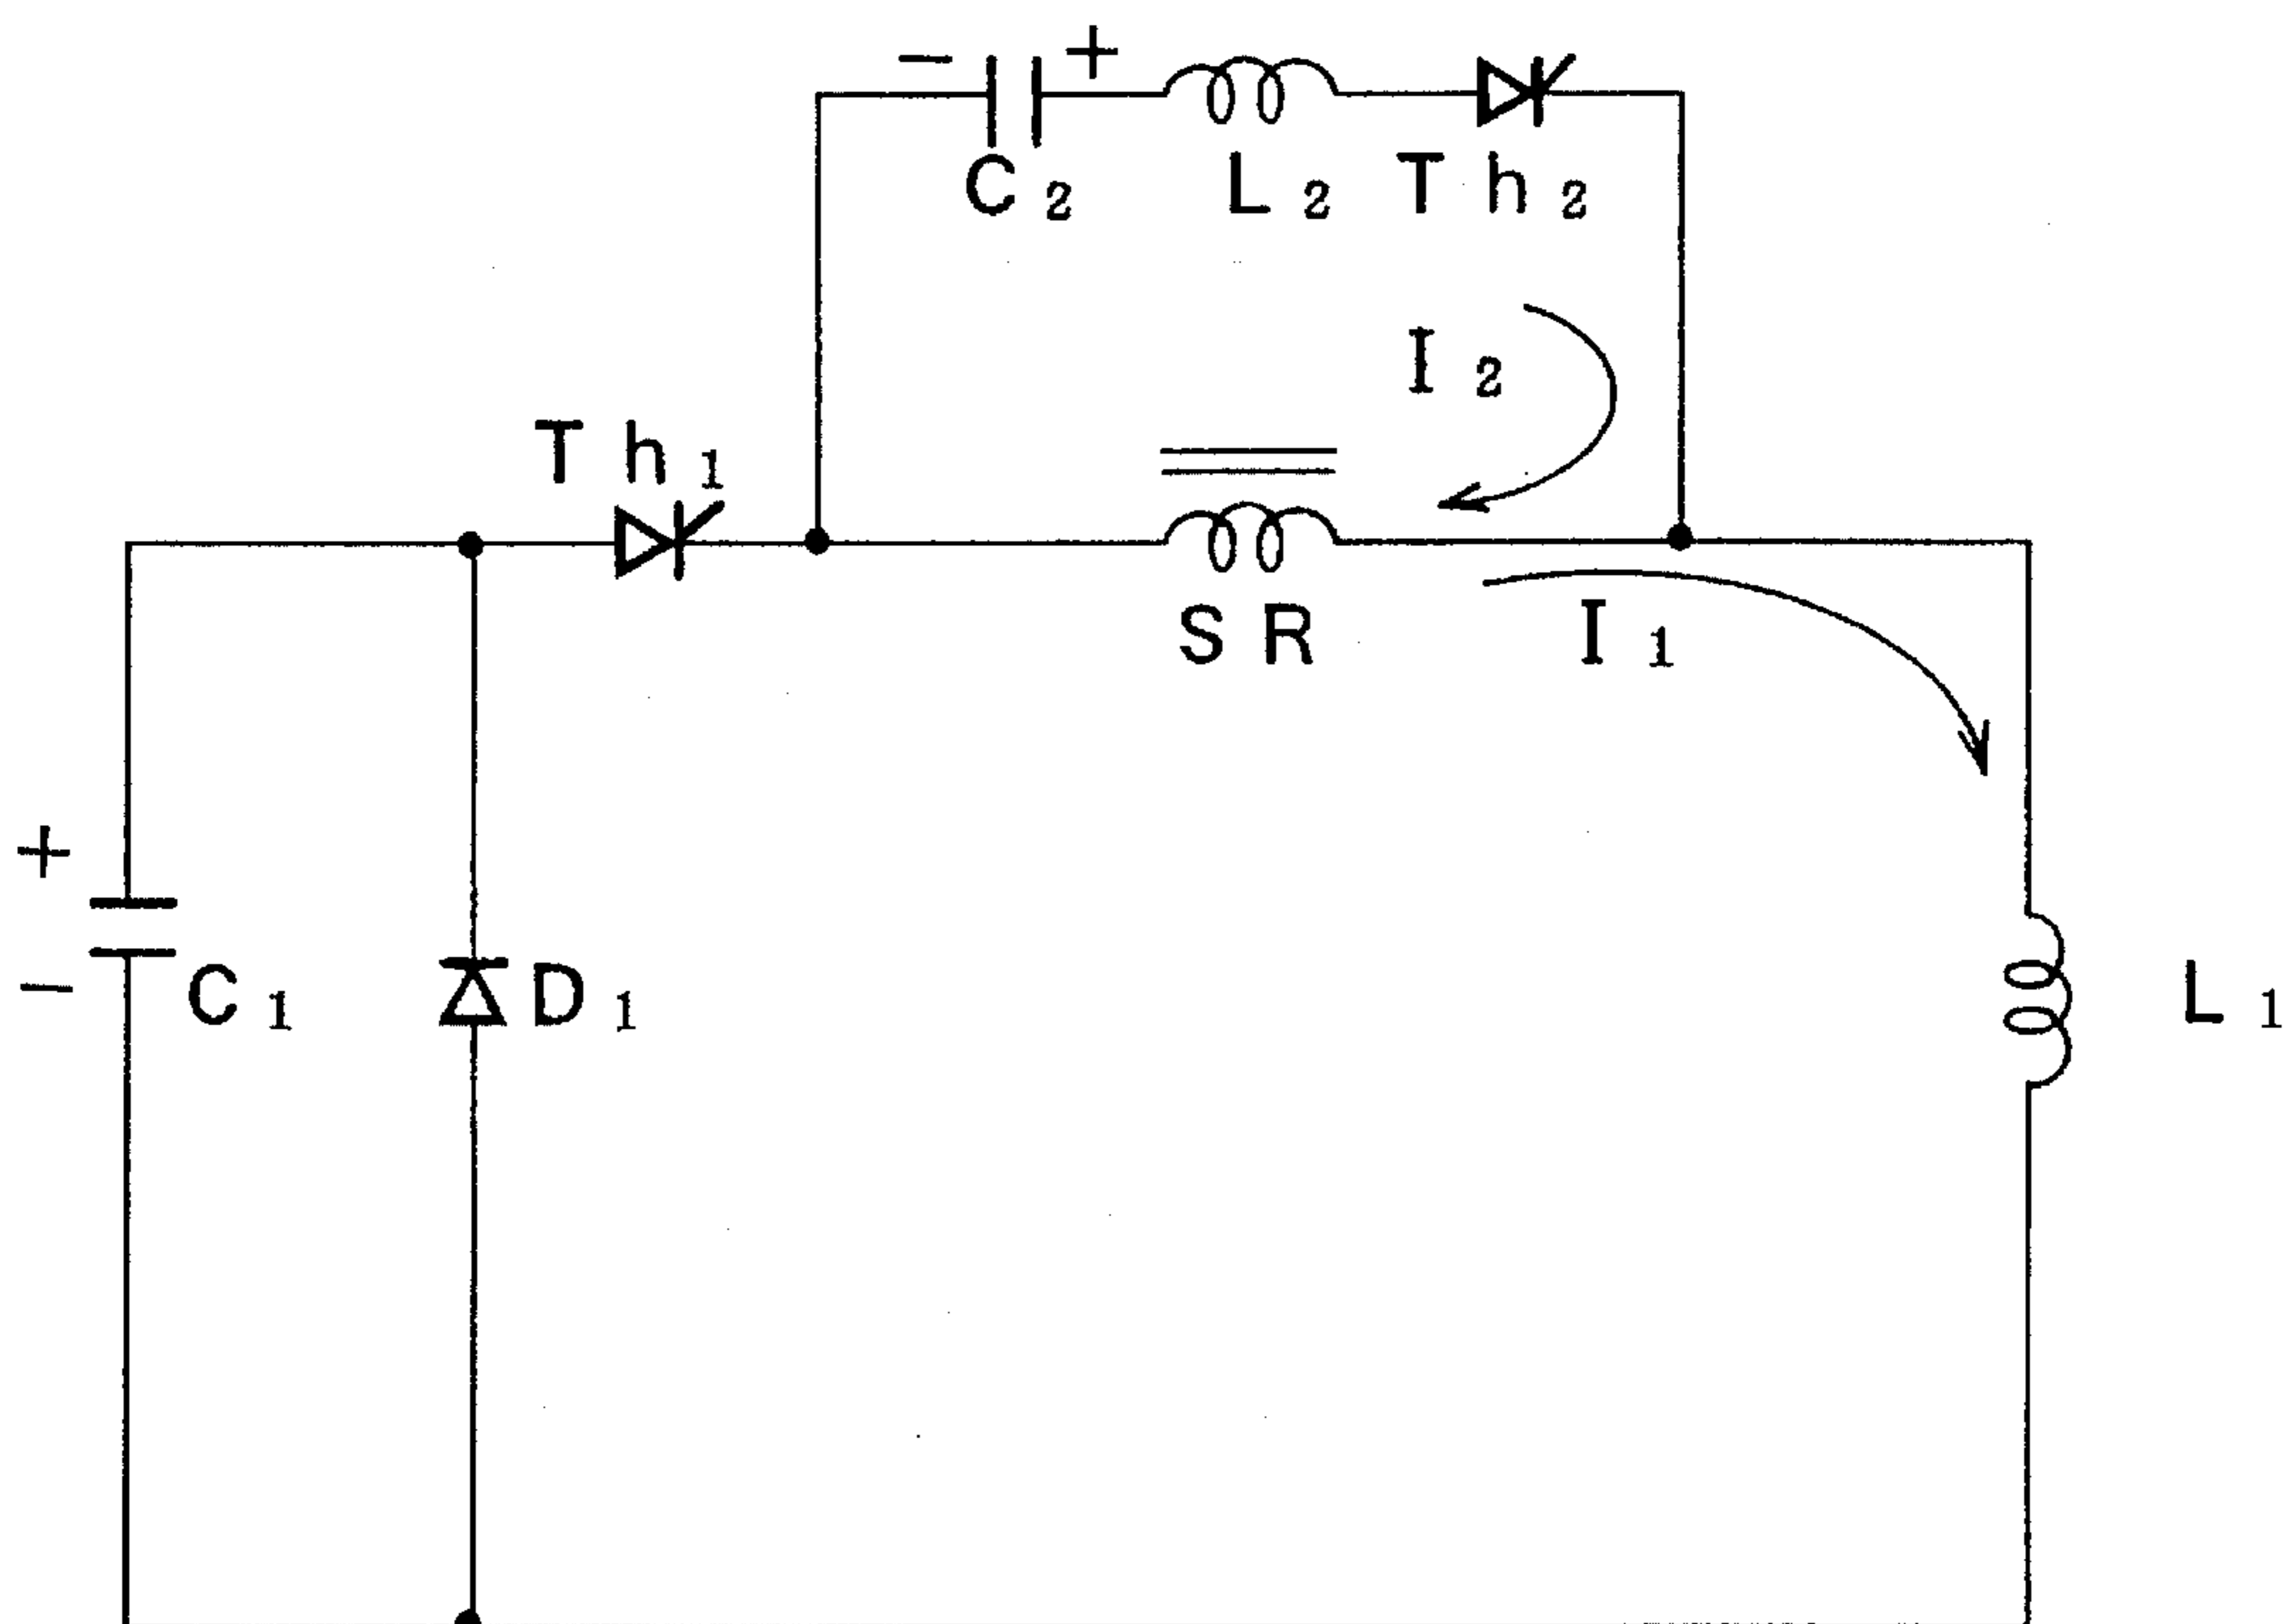 − +
C₂ L₂ Th₂
I₂
Th₁
SR
I₁
+
−
C₁
D₁
L₁